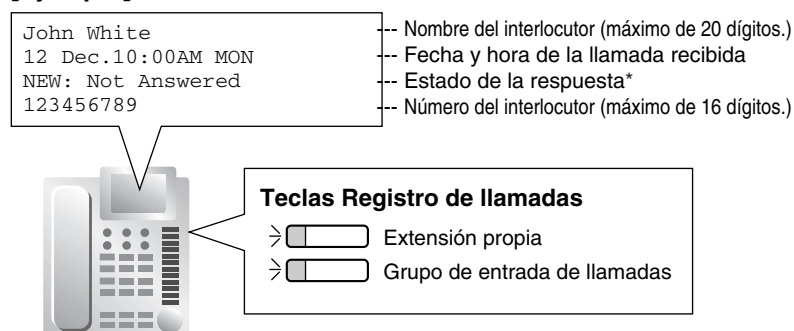 John White --- Nombre del interlocutor (máximo de 20 dígitos.)
12 Dec.10:00AM MON --- Fecha y hora de la llamada recibida
NEW: Not Answered --- Estado de la respuesta*
123456789 --- Número del interlocutor (máximo de 16 dígitos.)
Teclas Registro de llamadas
Extensión propia
Grupo de entrada de llamadas